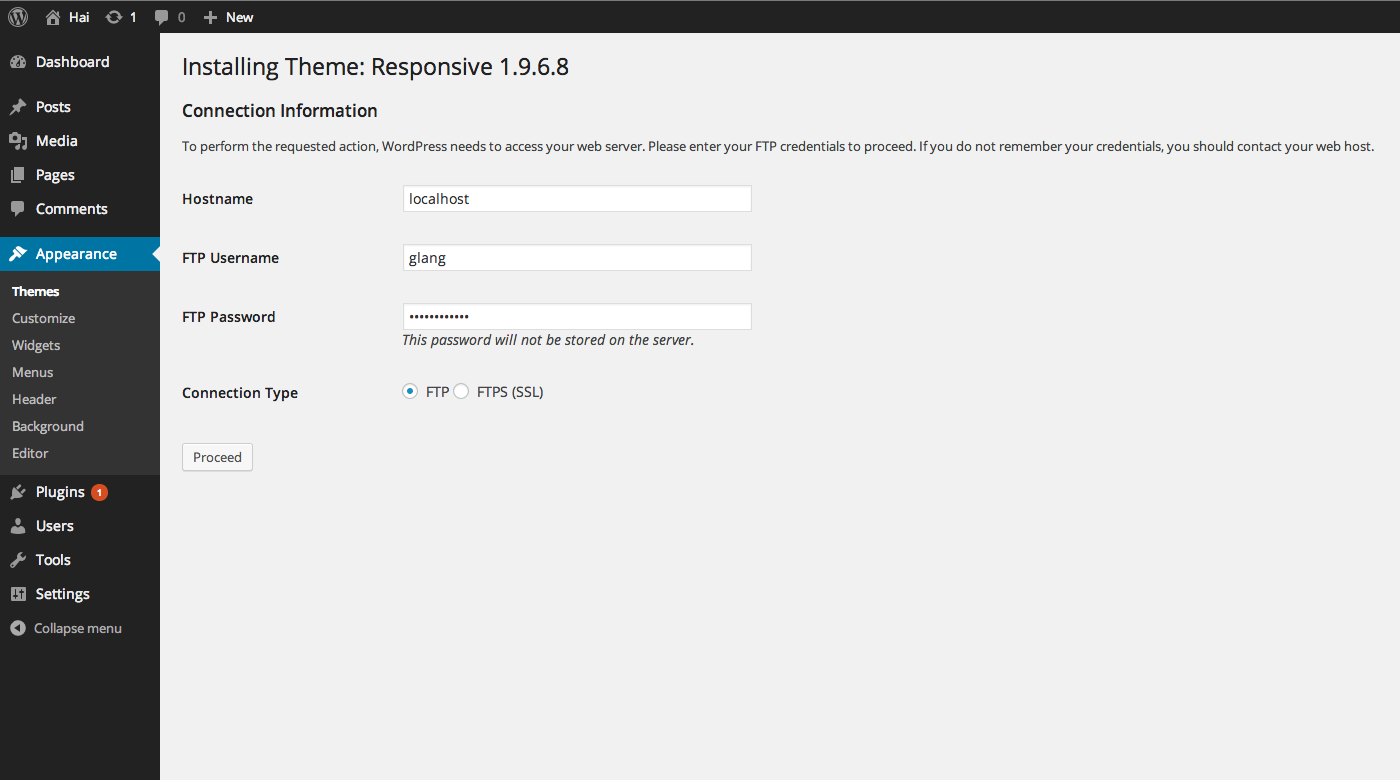 Hai 1 0 New
Dashboard
Posts
Media
Pages
Comments
Appearance
Themes
Customize
Widgets
Menus
Header
Background
Editor
Plugins 1
Users
Tools
Settings
Collapse menu
Installing Theme: Responsive 1.9.6.8
Connection Information
To perform the requested action, WordPress needs to access your web server. Please enter your FTP credentials to proceed. If you do not remember your credentials, you should contact your web host.
Hostname localhost
FTP Username glang
FTP Password ••••••••••••
This password will not be stored on the server.
Connection Type FTP FTPS (SSL)
Proceed